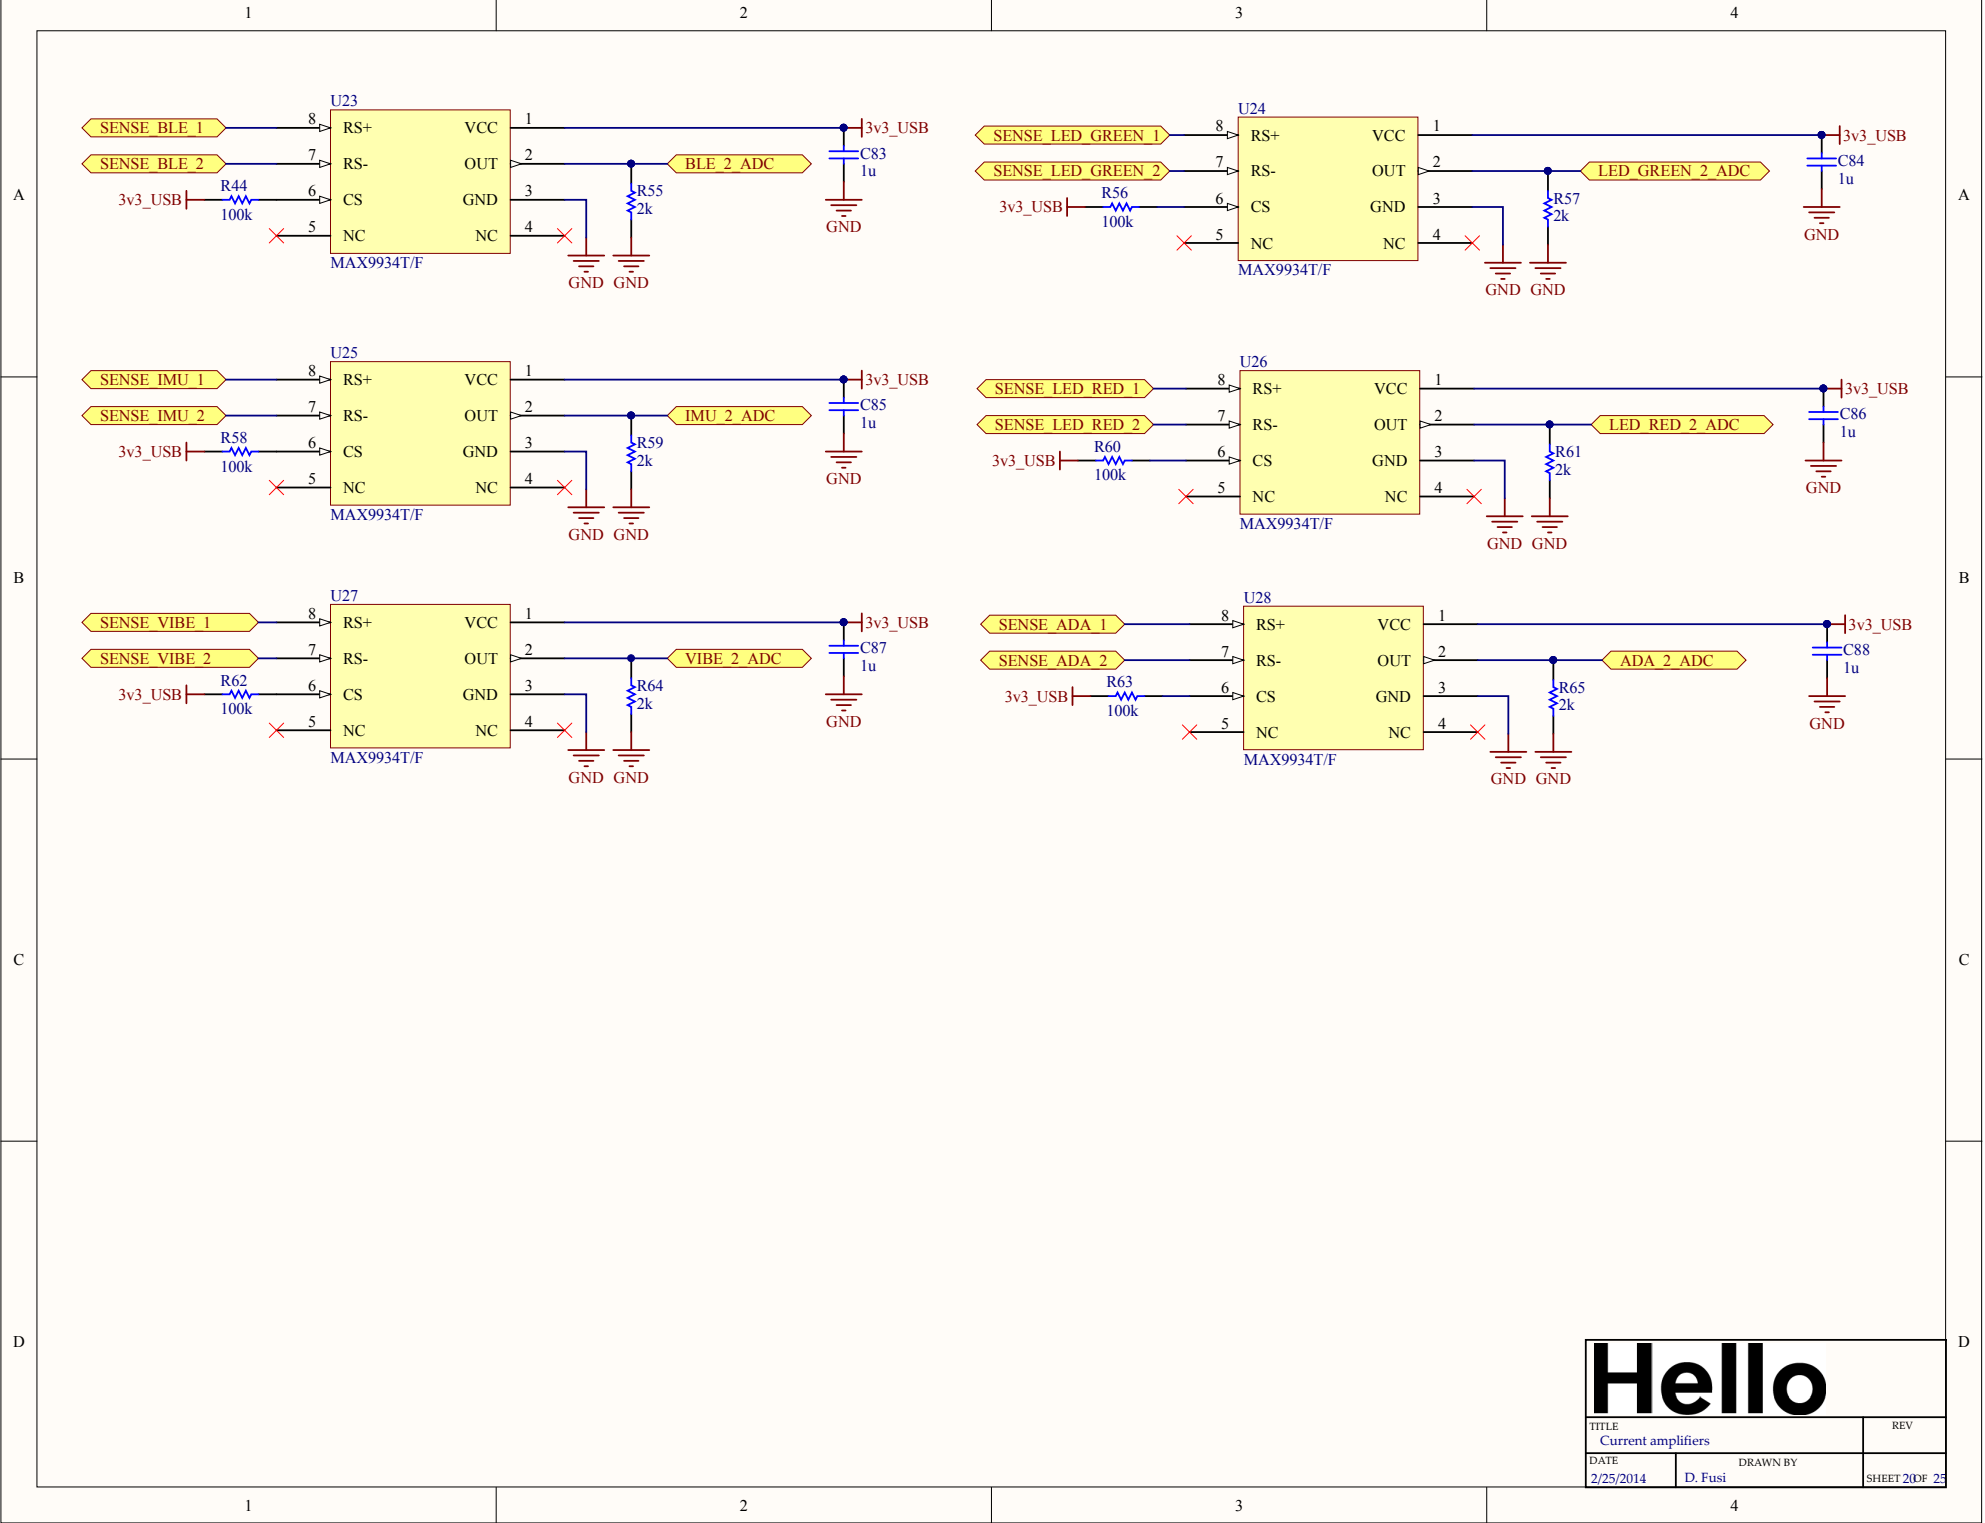 1 2 3 4
A A
B B
C C
D D
U23
SENSE_BLE_1 8 RS+ VCC 1 3v3_USB
SENSE_BLE_2 7 RS- OUT 2 BLE_2_ADC C83
1u
3v3_USB R44 6 CS GND 3 R55
100k 2k
5 NC NC 4 GND
MAX9934T/F
GND GND
U24
SENSE_LED_GREEN_1 8 RS+ VCC 1 3v3_USB
SENSE_LED_GREEN_2 7 RS- OUT 2 LED_GREEN_2_ADC C84
1u
3v3_USB R56 6 CS GND 3 R57
100k 2k
5 NC NC 4 GND
MAX9934T/F
GND GND
U25
SENSE_IMU_1 8 RS+ VCC 1 3v3_USB
SENSE_IMU_2 7 RS- OUT 2 IMU_2_ADC C85
1u
3v3_USB R58 6 CS GND 3 R59
100k 2k
5 NC NC 4 GND
MAX9934T/F
GND GND
U26
SENSE_LED_RED_1 8 RS+ VCC 1 3v3_USB
SENSE_LED_RED_2 7 RS- OUT 2 LED_RED_2_ADC C86
1u
3v3_USB R60 6 CS GND 3 R61
100k 2k
5 NC NC 4 GND
MAX9934T/F
GND GND
U27
SENSE_VIBE_1 8 RS+ VCC 1 3v3_USB
SENSE_VIBE_2 7 RS- OUT 2 VIBE_2_ADC C87
1u
3v3_USB R62 6 CS GND 3 R64
100k 2k
5 NC NC 4 GND
MAX9934T/F
GND GND
U28
SENSE_ADA_1 8 RS+ VCC 1 3v3_USB
SENSE_ADA_2 7 RS- OUT 2 ADA_2_ADC C88
1u
3v3_USB R63 6 CS GND 3 R65
100k 2k
5 NC NC 4 GND
MAX9934T/F
GND GND
Hello
TITLE REV
Current amplifiers
DATE DRAWN BY
2/25/2014 D. Fusi SHEET 20 OF 25
1 2 3 4